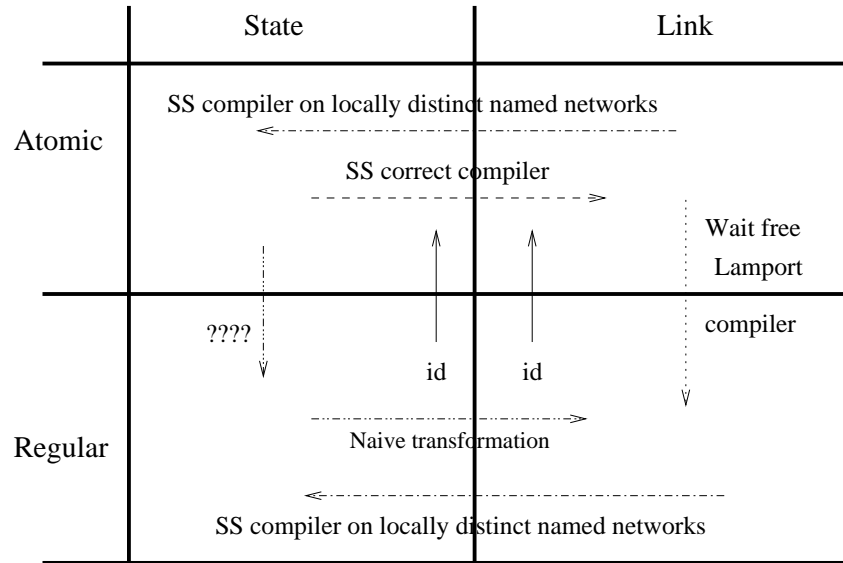 State
Link
SS compiler on locally distinct named networks
Atomic
SS correct compiler
Wait free
Lamport
????
compiler
id
id
Regular
Naive transformation
SS compiler on locally distinct named networks